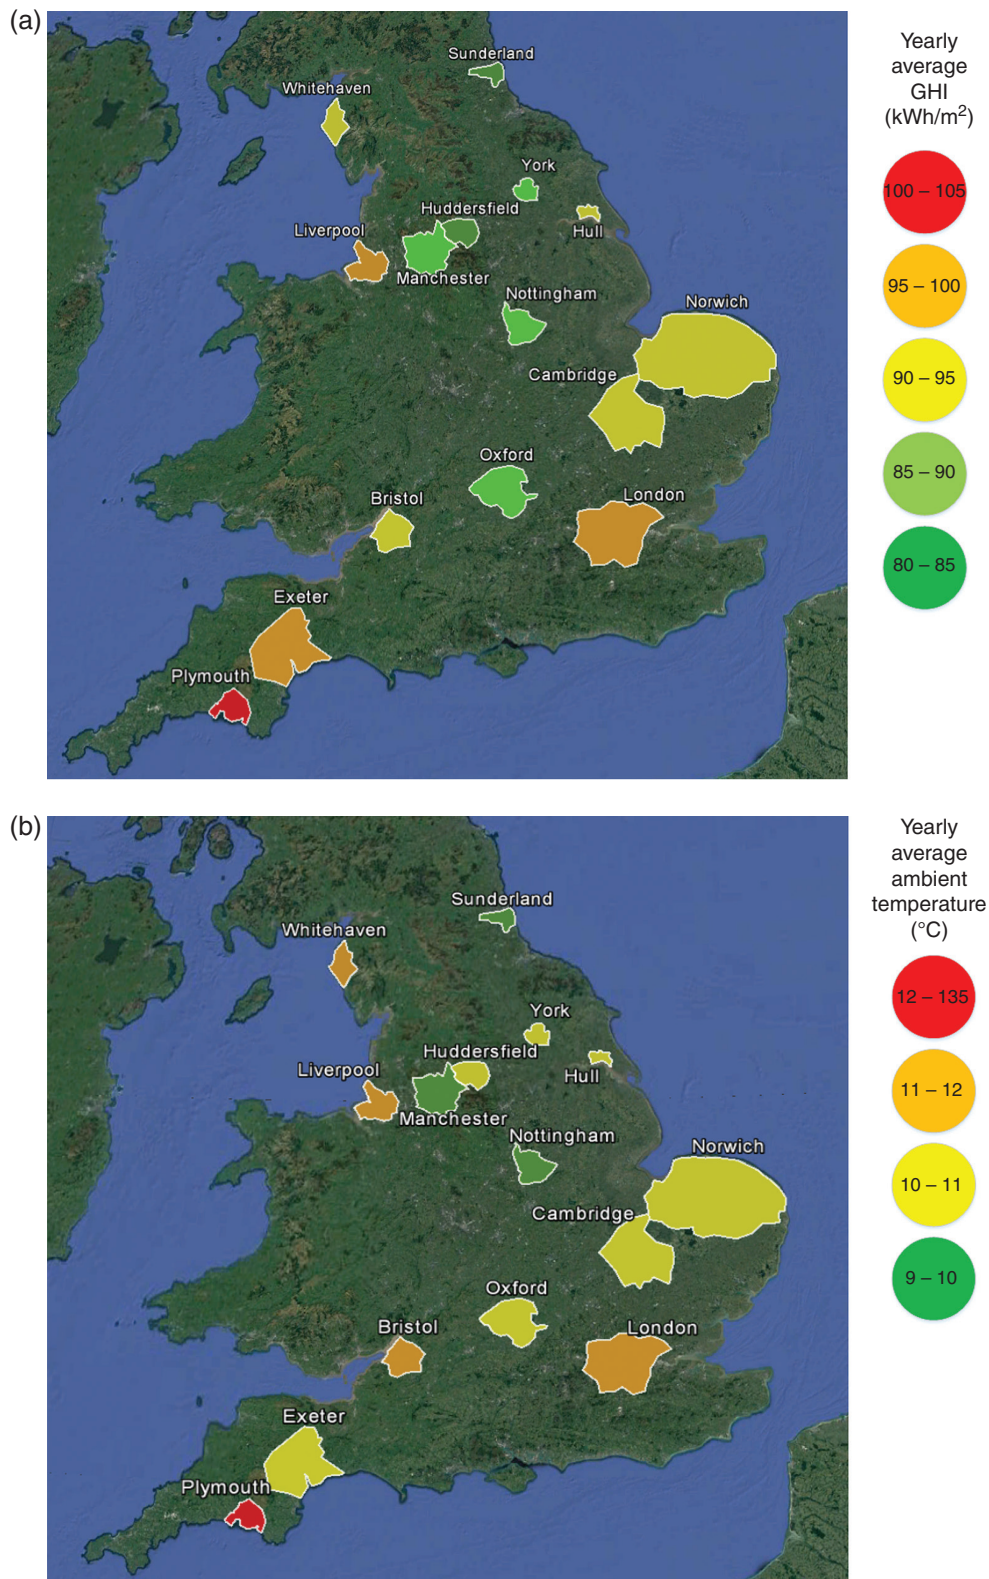 (a)
Sunderland
Whitehaven
York
Huddersfield
Liverpool
Hull
Manchester
Nottingham
Norwich
Cambridge
Oxford
London
Bristol
Exeter
Plymouth
Yearly
average
GHI
(kWh/m²)
100 – 105
95 – 100
90 – 95
85 – 90
80 – 85
(b)
Sunderland
Whitehaven
York
Huddersfield
Liverpool
Hull
Manchester
Nottingham
Norwich
Cambridge
Oxford
London
Bristol
Exeter
Plymouth
Yearly
average
ambient
temperature
(°C)
12 – 135
11 – 12
10 – 11
9 – 10